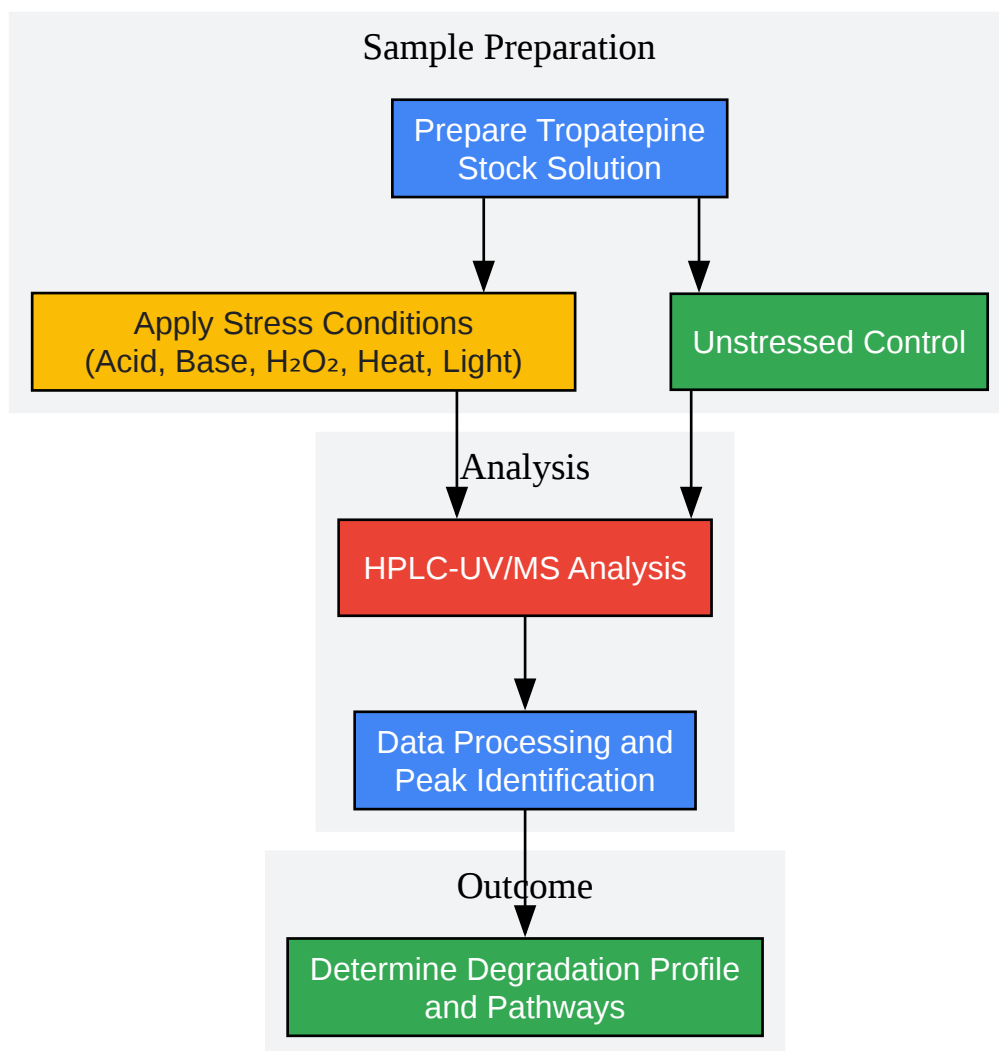 Sample Preparation
Prepare Tropatepine
Stock Solution
Apply Stress Conditions
(Acid, Base, H₂O₂, Heat, Light)
Unstressed Control
Analysis
HPLC-UV/MS Analysis
Data Processing and
Peak Identification
Outcome
Determine Degradation Profile
and Pathways